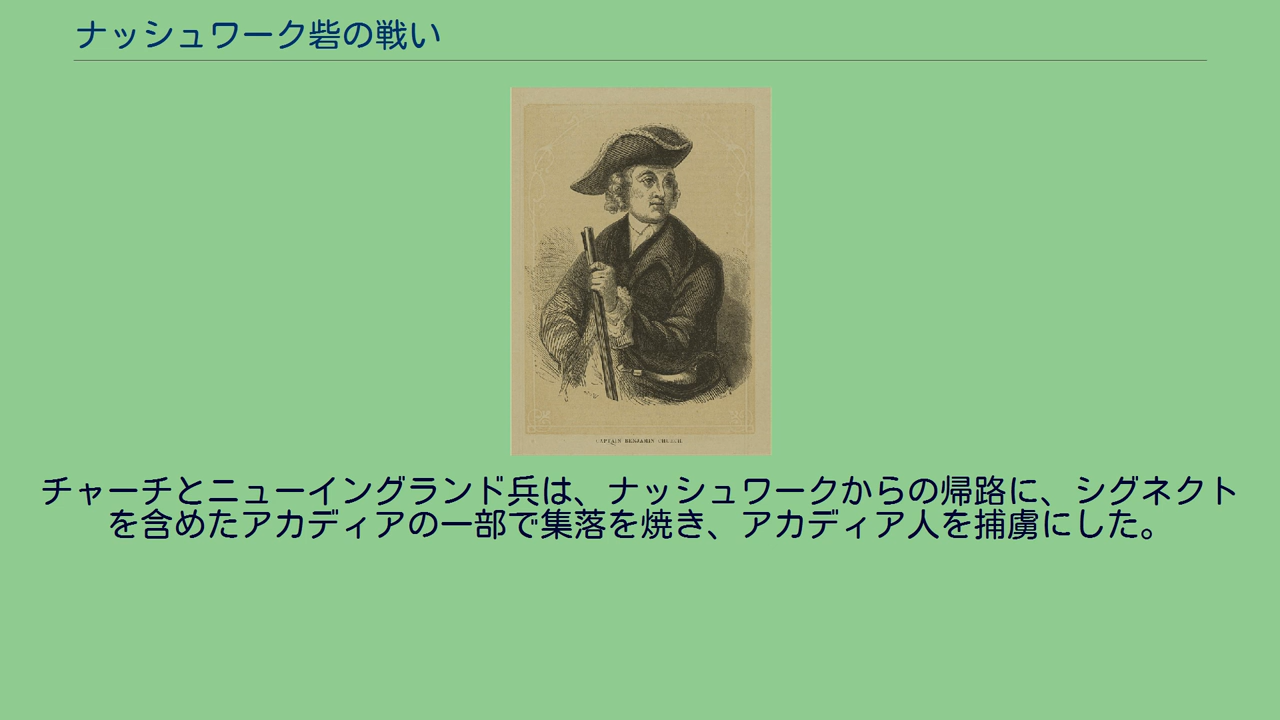 ナッシュワーク砦の戦い
CAPTAIN BENJAMIN CHURCH
チャーチとニューイングランド兵は、ナッシュワークからの帰路に、シグネクト
を含めたアカディアの一部で集落を焼き、アカディア人を捕虜にした。